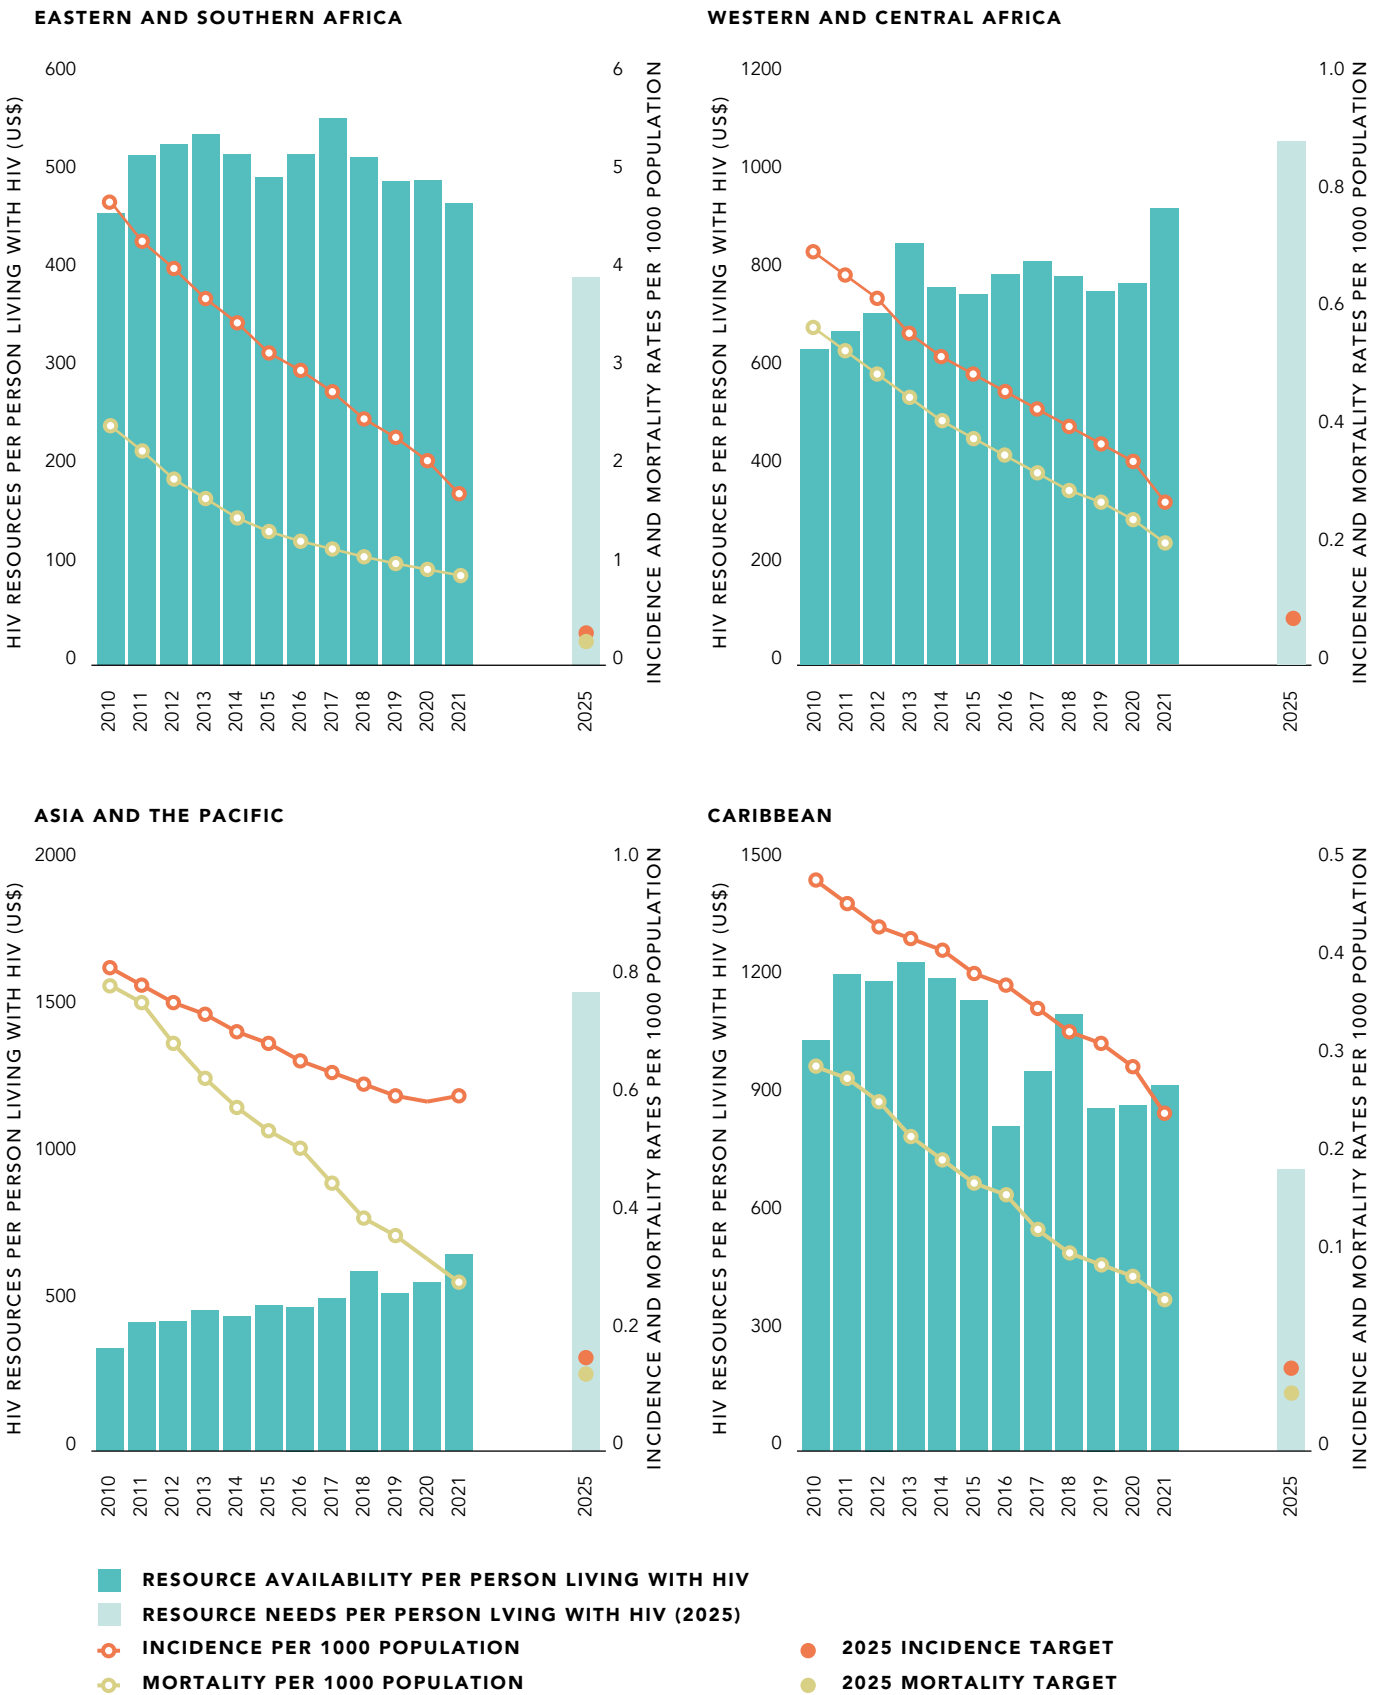 EASTERN AND SOUTHERN AFRICA
HIV RESOURCES PER PERSON LIVING WITH HIV (US$)
600
500
400
300
200
100
0
6
5
4
3
2
1
0
INCIDENCE AND MORTALITY RATES PER 1000 POPULATION
2010 2011 2012 2013 2014 2015 2016 2017 2018 2019 2020 2021 2025
WESTERN AND CENTRAL AFRICA
HIV RESOURCES PER PERSON LIVING WITH HIV (US$)
1200
1000
800
600
400
200
0
1.0
0.8
0.6
0.4
0.2
0
INCIDENCE AND MORTALITY RATES PER 1000 POPULATION
2010 2011 2012 2013 2014 2015 2016 2017 2018 2019 2020 2021 2025
ASIA AND THE PACIFIC
HIV RESOURCES PER PERSON LIVING WITH HIV (US$)
2000
1500
1000
500
0
1.0
0.8
0.6
0.4
0.2
0
INCIDENCE AND MORTALITY RATES PER 1000 POPULATION
2010 2011 2012 2013 2014 2015 2016 2017 2018 2019 2020 2021 2025
CARIBBEAN
HIV RESOURCES PER PERSON LIVING WITH HIV (US$)
1500
1200
900
600
300
0
0.5
0.4
0.3
0.2
0.1
0
INCIDENCE AND MORTALITY RATES PER 1000 POPULATION
2010 2011 2012 2013 2014 2015 2016 2017 2018 2019 2020 2021 2025
RESOURCE AVAILABILITY PER PERSON LIVING WITH HIV
RESOURCE NEEDS PER PERSON LVING WITH HIV (2025)
INCIDENCE PER 1000 POPULATION
MORTALITY PER 1000 POPULATION
2025 INCIDENCE TARGET
2025 MORTALITY TARGET